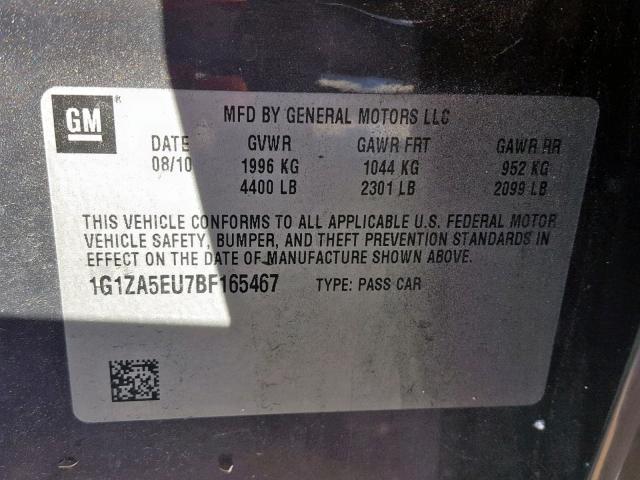 GM ®
MFD BY GENERAL MOTORS LLC
DATE GVWR GAWR FRT GAWR RR
08/10 1996 KG 1044 KG 952 KG
4400 LB 2301 LB 2099 LB
THIS VEHICLE CONFORMS TO ALL APPLICABLE U.S. FEDERAL MOTOR
VEHICLE SAFETY, BUMPER, AND THEFT PREVENTION STANDARDS IN
EFFECT ON THE DATE OF MANUFACTURE SHOWN ABOVE.
1G1ZA5EU7BF165467 TYPE: PASS CAR